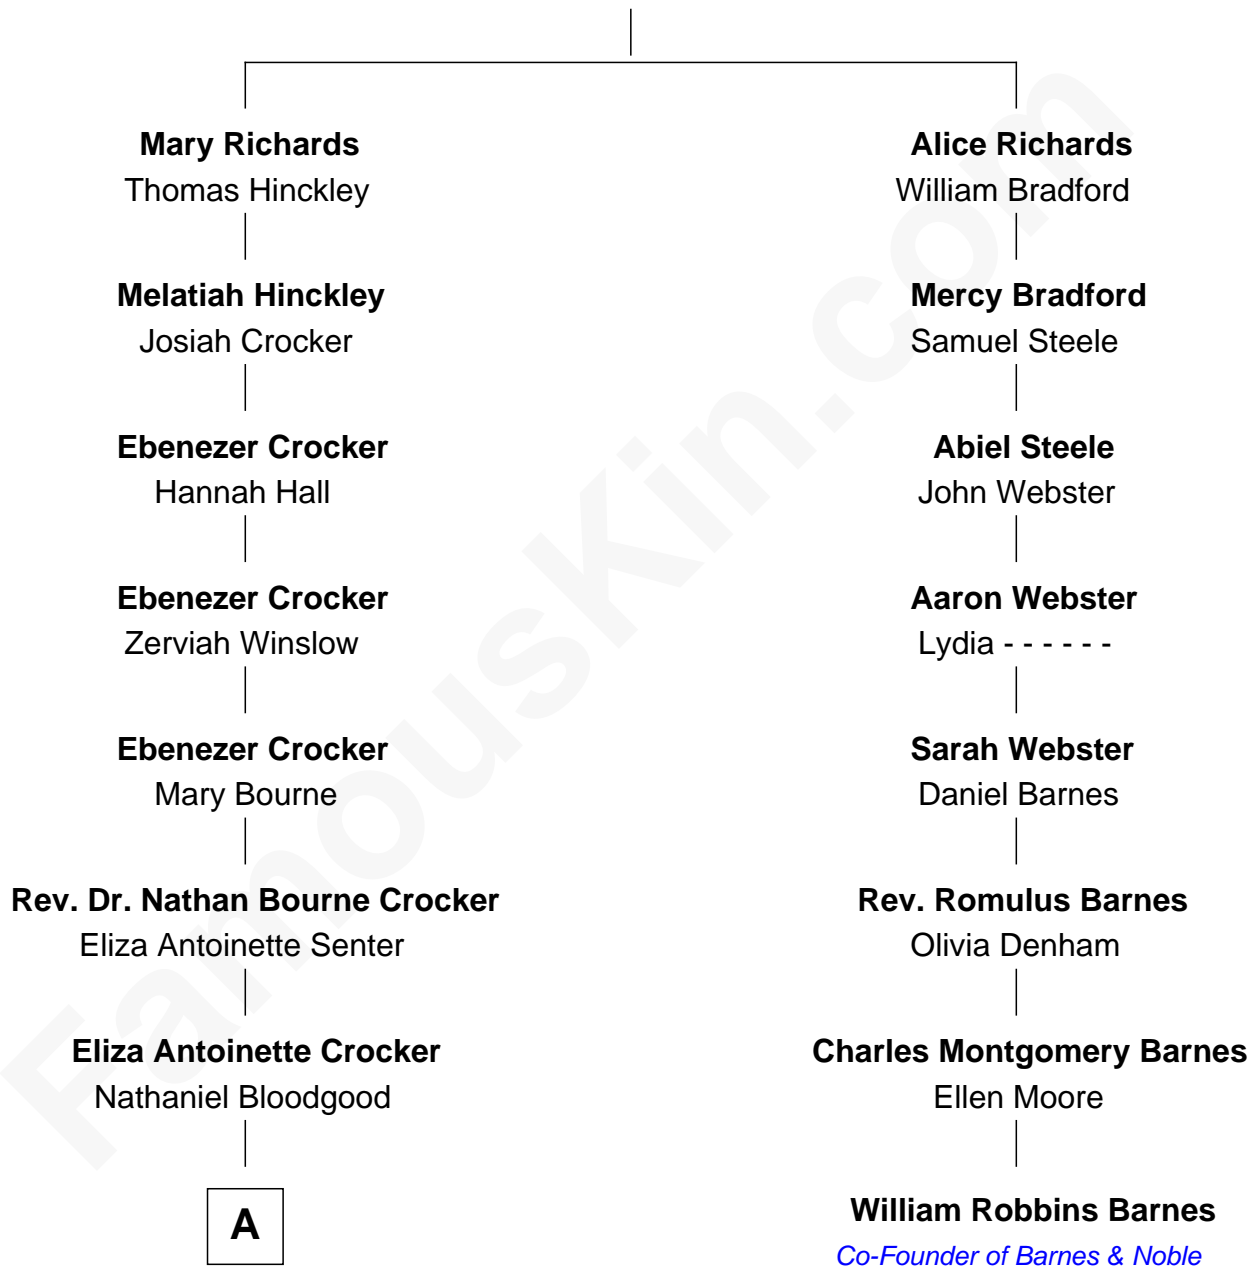 Mary Richards
Thomas Hinckley
Alice Richards
William Bradford
Melatiah Hinckley
Josiah Crocker
Mercy Bradford
Samuel Steele
Ebenezer Crocker
Hannah Hall
Abiel Steele
John Webster
Ebenezer Crocker
Zerviah Winslow
Aaron Webster
Lydia - - - - - -
Ebenezer Crocker
Mary Bourne
Sarah Webster
Daniel Barnes
Rev. Dr. Nathan Bourne Crocker
Eliza Antoinette Senter
Rev. Romulus Barnes
Olivia Denham
Eliza Antoinette Crocker
Nathaniel Bloodgood
Charles Montgomery Barnes
Ellen Moore
A
William Robbins Barnes
Co-Founder of Barnes & Noble
FamousKin.com